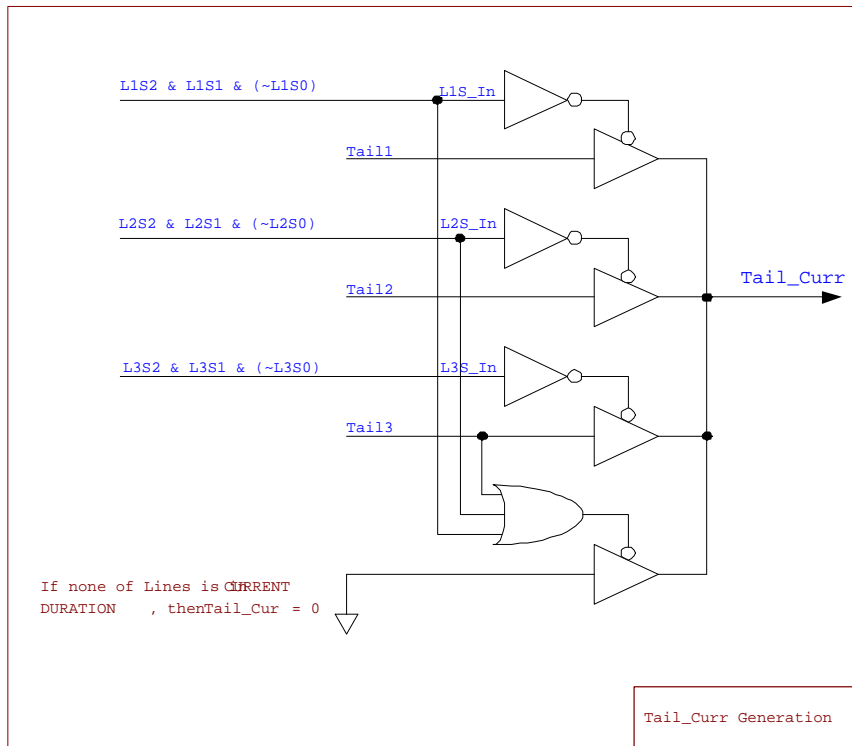 L1S2 & L1S1 & (~L1S0)
L1S_In
Tail1
L2S2 & L2S1 & (~L2S0)
L2S_In
Tail2
Tail_Curr
L3S2 & L3S1 & (~L3S0)
L3S_In
Tail3
If none of Lines is in CURRENT
DURATION , thenTail_Cur = 0
Tail_Curr Generation